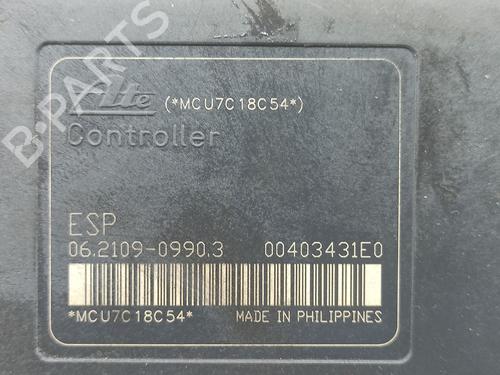 Ate (*MCU7C18C54*)
Controller
ESP
06.2109-0990.3 00403431E0
*MCU7C18C54* MADE IN PHILIPPINES
B-PARTS